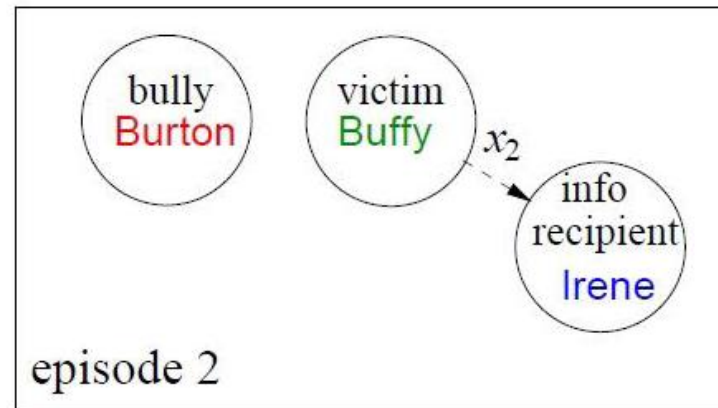 bully
Burton
victim
Buffy
x₂
info
recipient
Irene
episode 2